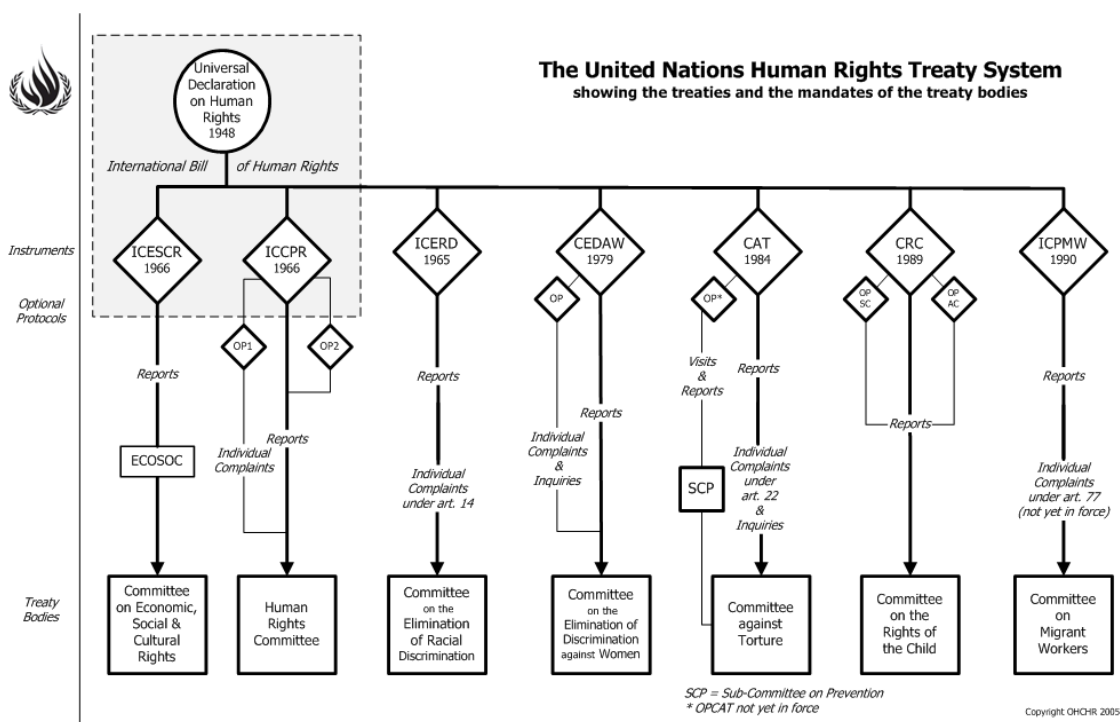 The United Nations Human Rights Treaty System
showing the treaties and the mandates of the treaty bodies
Universal
Declaration
on Human
Rights
1948
International Bill of Human Rights
Instruments
ICESCR
1966
ICCPR
1966
ICERD
1965
CEDAW
1979
CAT
1984
CRC
1989
ICPMW
1990
Optional
Protocols
OP1
OP2
OP
OP*
OP
SC
OP
AC
Reports
ECOSOC
Individual
Complaints
Reports
Reports
Individual
Complaints
under art. 14
Individual
Complaints
&
Inquiries
Reports
Visits
&
Reports
SCP
Reports
Individual
Complaints
under
art. 22
&
Inquiries
Reports
Reports
Individual
Complaints
under art. 77
(not yet in force)
Treaty
Bodies
Committee
on Economic,
Social &
Cultural
Rights
Human
Rights
Committee
Committee
on the
Elimination
of Racial
Discrimination
Committee
on the
Elimination of
Discrimination
against Women
Committee
against
Torture
Committee
on the
Rights of
the Child
Committee
on
Migrant
Workers
SCP = Sub-Committee on Prevention
* OPCAT not yet in force
Copyright OHCHR 2005